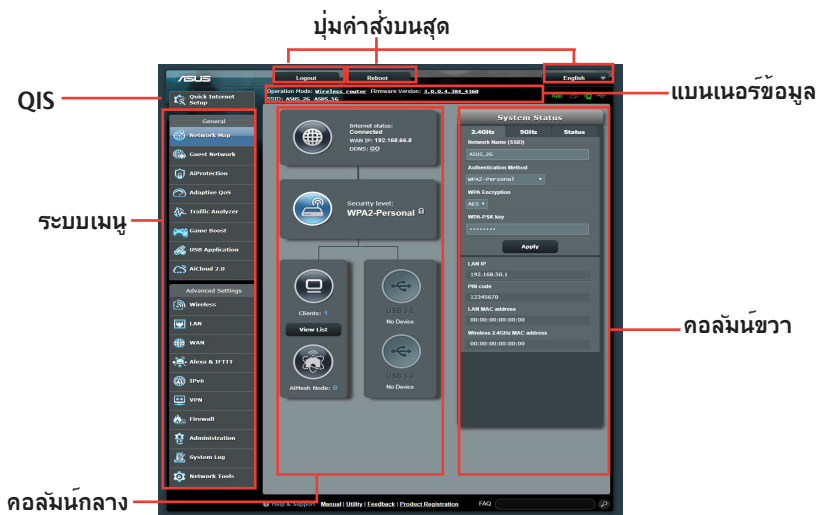 ปุ่มคำสั่งบนสุด
QIS
แบนเนอร์ข้อมูล
ระบบเมนู
คอลัมน์ขวา
คอลัมน์กลาง
ASUS
Logout
Reboot
English
Operation Mode: Wireless router Firmware Version: 3.0.0.4.384_4360
SSID: ASUS_2G ASUS_5G
App
Quick Internet
Setup
General
Network Map
Guest Network
AiProtection
Adaptive QoS
Traffic Analyzer
Game Boost
USB Application
AiCloud 2.0
Advanced Settings
Wireless
LAN
WAN
Alexa & IFTTT
IPv6
VPN
Firewall
Administration
System Log
Network Tools
Internet status:
Connected
WAN IP: 192.168.66.8
DDNS: GO
Security level:
WPA2-Personal
Clients: 1
View List
AiMesh Node: 0
USB 3.0
No Device
No Device
System Status
2.4GHz 5GHz Status
Network Name (SSID)
ASUS_2G
Authentication Method
WPA2-Personal
WPA Encryption
AES
WPA-PSK key
••••••••
Apply
LAN IP
192.168.50.1
PIN code
12345670
LAN MAC address
00:00:00:00:00:00
Wireless 2.4GHz MAC address
00:00:00:00:00:00
Help & Support Manual | Utility | Feedback | Product Registration FAQ